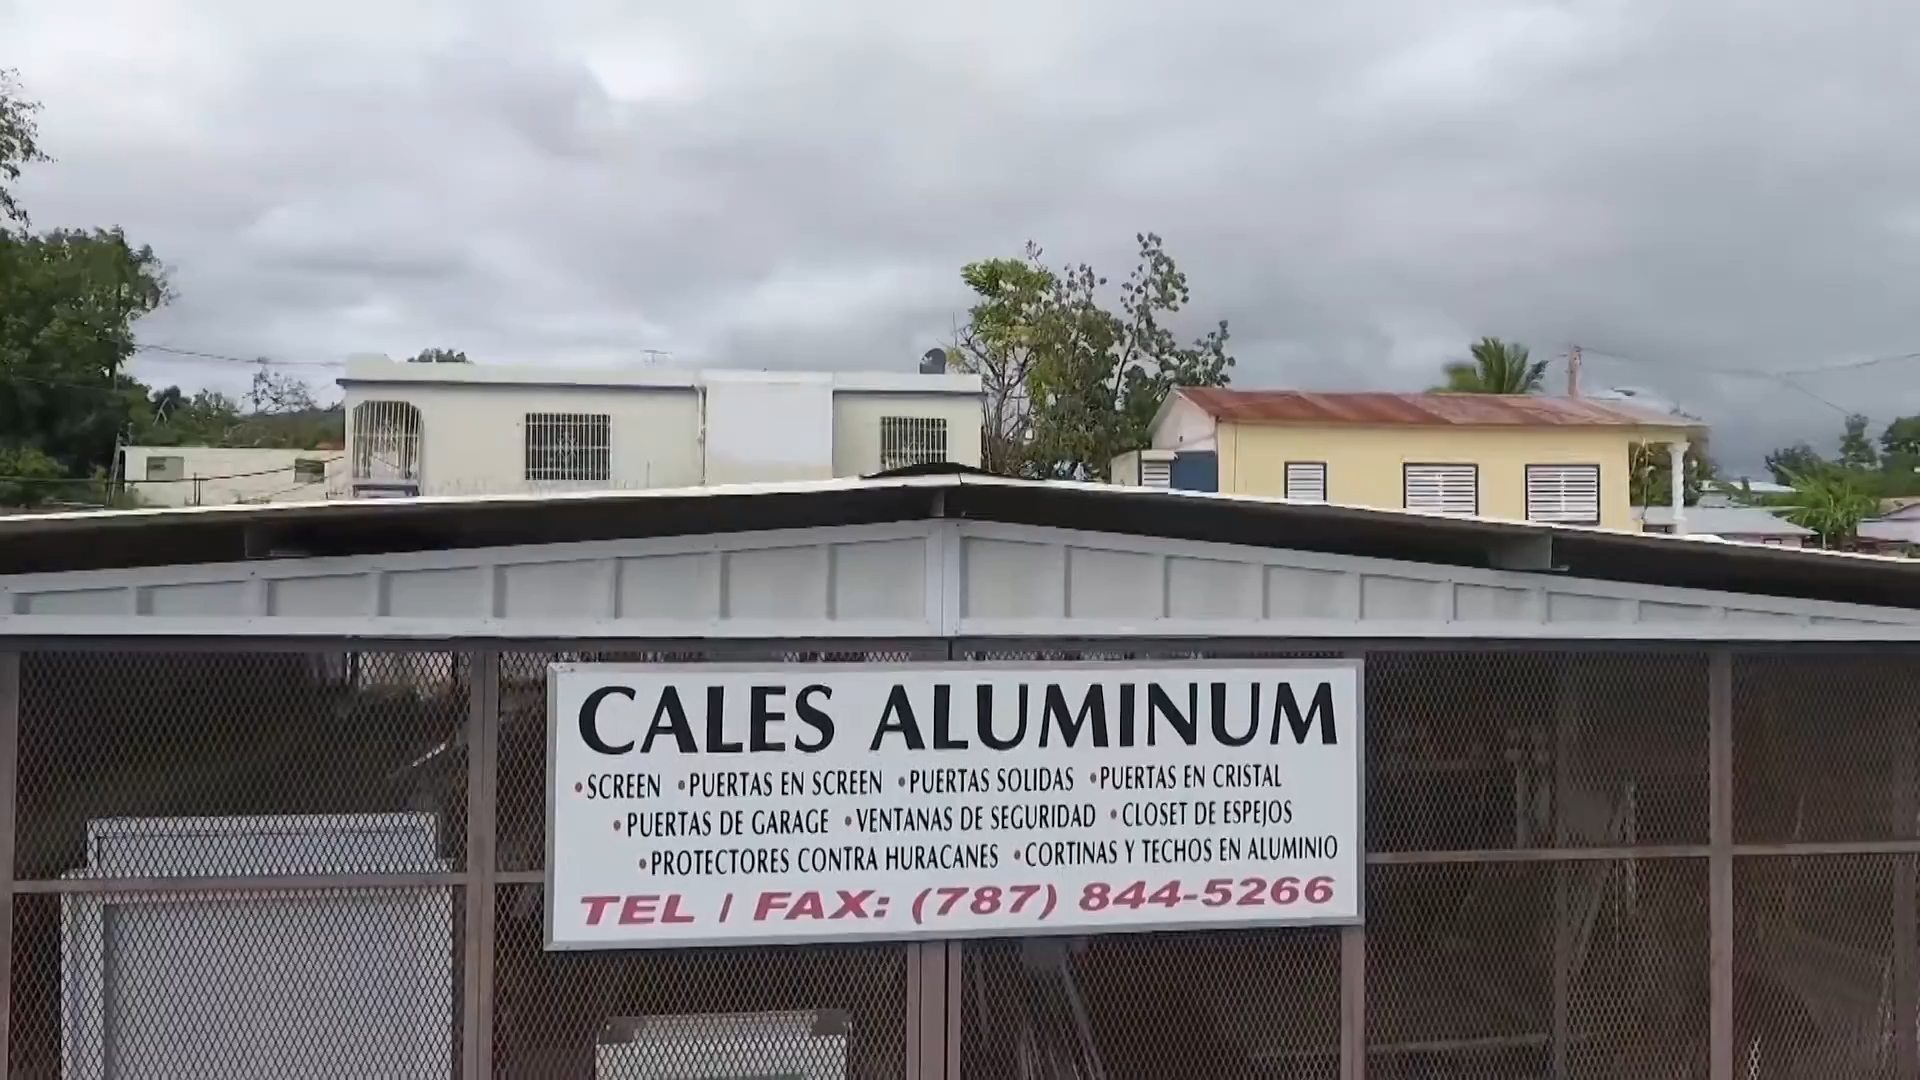 CALES ALUMINUM
•SCREEN •PUERTAS EN SCREEN •PUERTAS SOLIDAS •PUERTAS EN CRISTAL
•PUERTAS DE GARAGE •VENTANAS DE SEGURIDAD •CLOSET DE ESPEJOS
•PROTECTORES CONTRA HURACANES •CORTINAS Y TECHOS EN ALUMINIO
TEL / FAX: (787) 844-5266